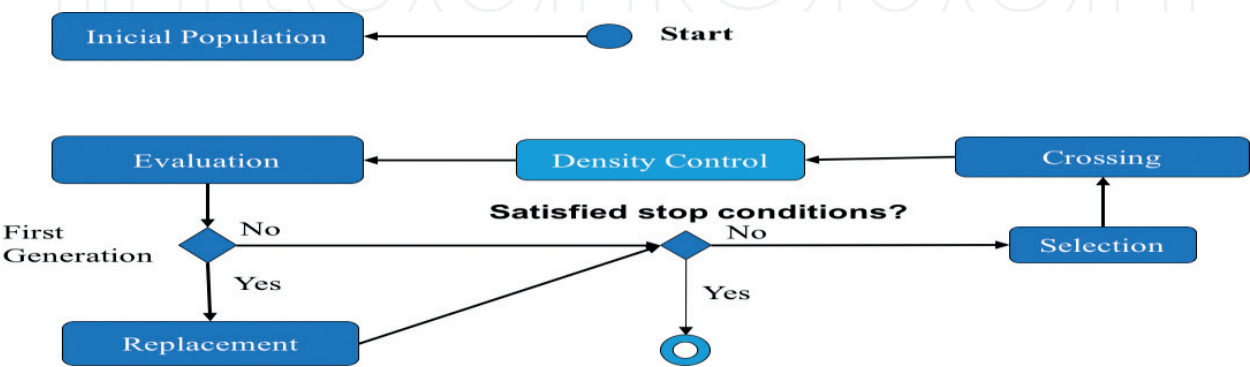 Inicial Population
Start
Evaluation
Density Control
Crossing
Satisfied stop conditions?
First
Generation
No
No
Selection
Yes
Yes
Replacement